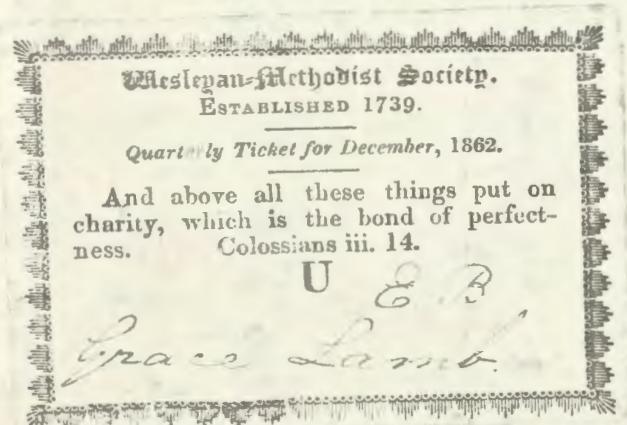 Wesleyan-Methodist Society.
ESTABLISHED 1739.
Quarterly Ticket for December, 1862.
And above all these things put on
charity, which is the bond of perfect-
ness. Colossians iii. 14.
U
E B
Grace Lamb.